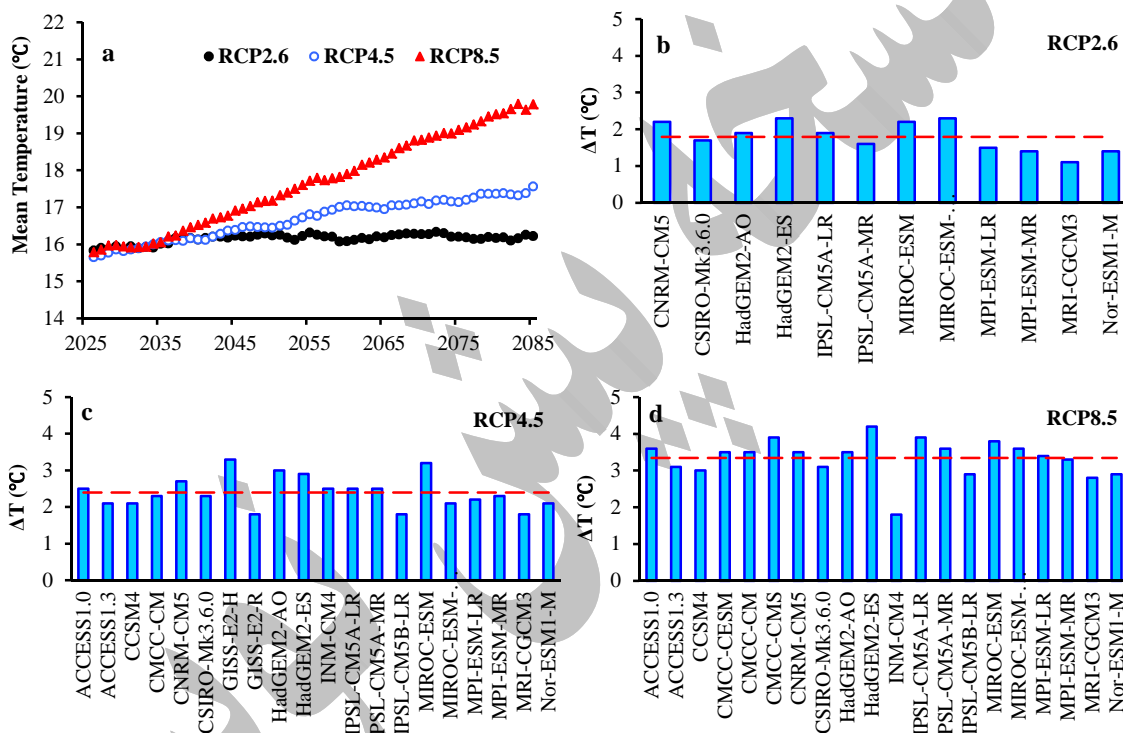 a
RCP2.6 RCP4.5 RCP8.5
Mean Temperature (℃)
22
21
20
19
18
17
16
15
14
2025 2035 2045 2055 2065 2075 2085
b
RCP2.6
ΔT (℃)
5
4
3
2
1
0
CNRM-CM5
CSIRO-Mk3.6.0
HadGEM2-AO
HadGEM2-ES
IPSL-CM5A-LR
IPSL-CM5A-MR
MIROC-ESM
MIROC-ESM-..
MPI-ESM-LR
MPI-ESM-MR
MRI-CGCM3
Nor-ESM1-M
c
RCP4.5
ΔT (℃)
5
4
3
2
1
0
ACCESS1.0
ACCESS1.3
CCSM4
CMCC-CM
CNRM-CM5
CSIRO-Mk3.6.0
GISS-E2-H
GISS-E2-R
HadGEM2-AO
HadGEM2-ES
INM-CM4
IPSL-CM5A-LR
IPSL-CM5A-MR
IPSL-CM5B-LR
MIROC-ESM
MIROC-ESM-..
MPI-ESM-LR
MPI-ESM-MR
MRI-CGCM3
Nor-ESM1-M
d
RCP8.5
ΔT (℃)
5
4
3
2
1
0
ACCESS1.0
ACCESS1.3
CCSM4
CMCC-CESM
CMCC-CM
CMCC-CMS
CNRM-CM5
CSIRO-Mk3.6.0
HadGEM2-AO
HadGEM2-ES
INM-CM4
IPSL-CM5A-LR
IPSL-CM5A-MR
IPSL-CM5B-LR
MIROC-ESM
MIROC-ESM-..
MPI-ESM-LR
MPI-ESM-MR
MRI-CGCM3
Nor-ESM1-M